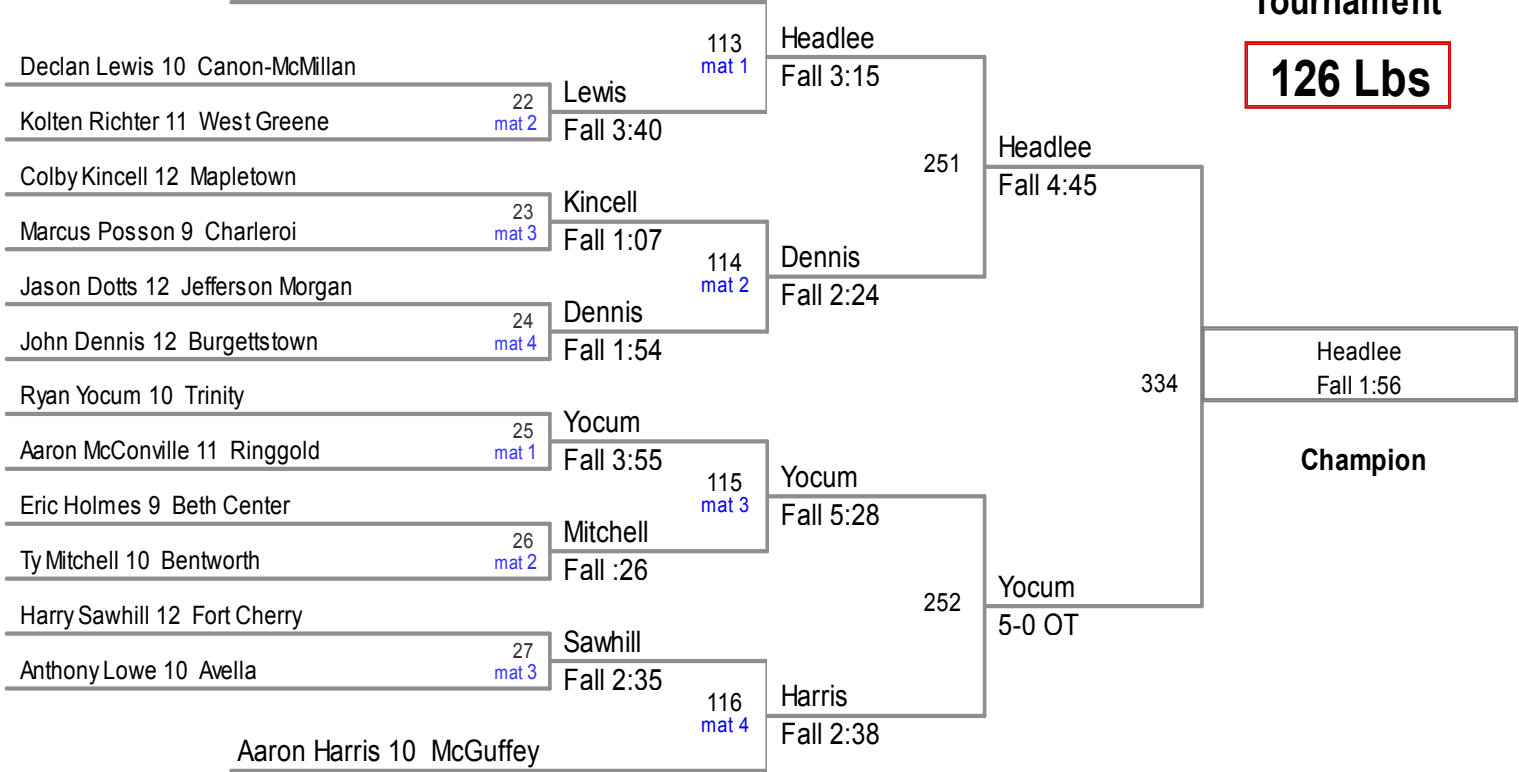 Tournament
126 Lbs
Declan Lewis 10 Canon-McMillan
22
mat 2
Kolten Richter 11 West Greene
Lewis
Fall 3:40
113
mat 1
Headlee
Fall 3:15
Colby Kincell 12 Mapletown
23
mat 3
Marcus Posson 9 Charleroi
Kincell
Fall 1:07
114
mat 2
Dennis
Fall 2:24
Jason Dotts 12 Jefferson Morgan
24
mat 4
John Dennis 12 Burgettstown
Dennis
Fall 1:54
251
Headlee
Fall 4:45
Ryan Yocum 10 Trinity
25
mat 1
Aaron McConville 11 Ringgold
Yocum
Fall 3:55
115
mat 3
Yocum
Fall 5:28
Eric Holmes 9 Beth Center
26
mat 2
Ty Mitchell 10 Bentworth
Mitchell
Fall :26
252
Yocum
5-0 OT
Harry Sawhill 12 Fort Cherry
27
mat 3
Anthony Lowe 10 Avella
Sawhill
Fall 2:35
116
mat 4
Harris
Fall 2:38
Aaron Harris 10 McGuffey
334
Headlee
Fall 1:56
Champion